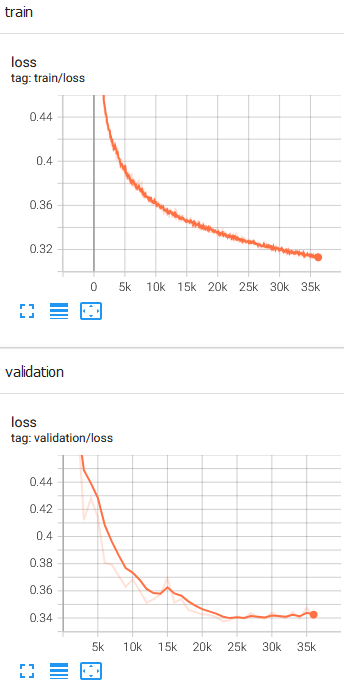 train
loss
tag: train/loss
0.44
0.4
0.36
0.32
0 5k 10k 15k 20k 25k 30k 35k
validation
loss
tag: validation/loss
0.44
0.42
0.4
0.38
0.36
0.34
5k 10k 15k 20k 25k 30k 35k